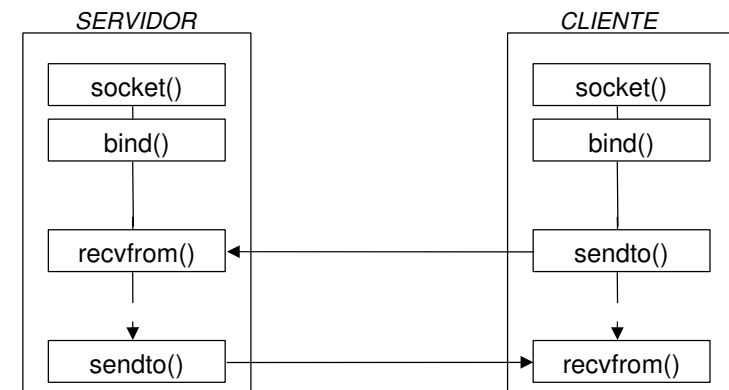 SERVIDOR
socket()
bind()
recvfrom()
sendto()
CLIENTE
socket()
bind()
sendto()
recvfrom()